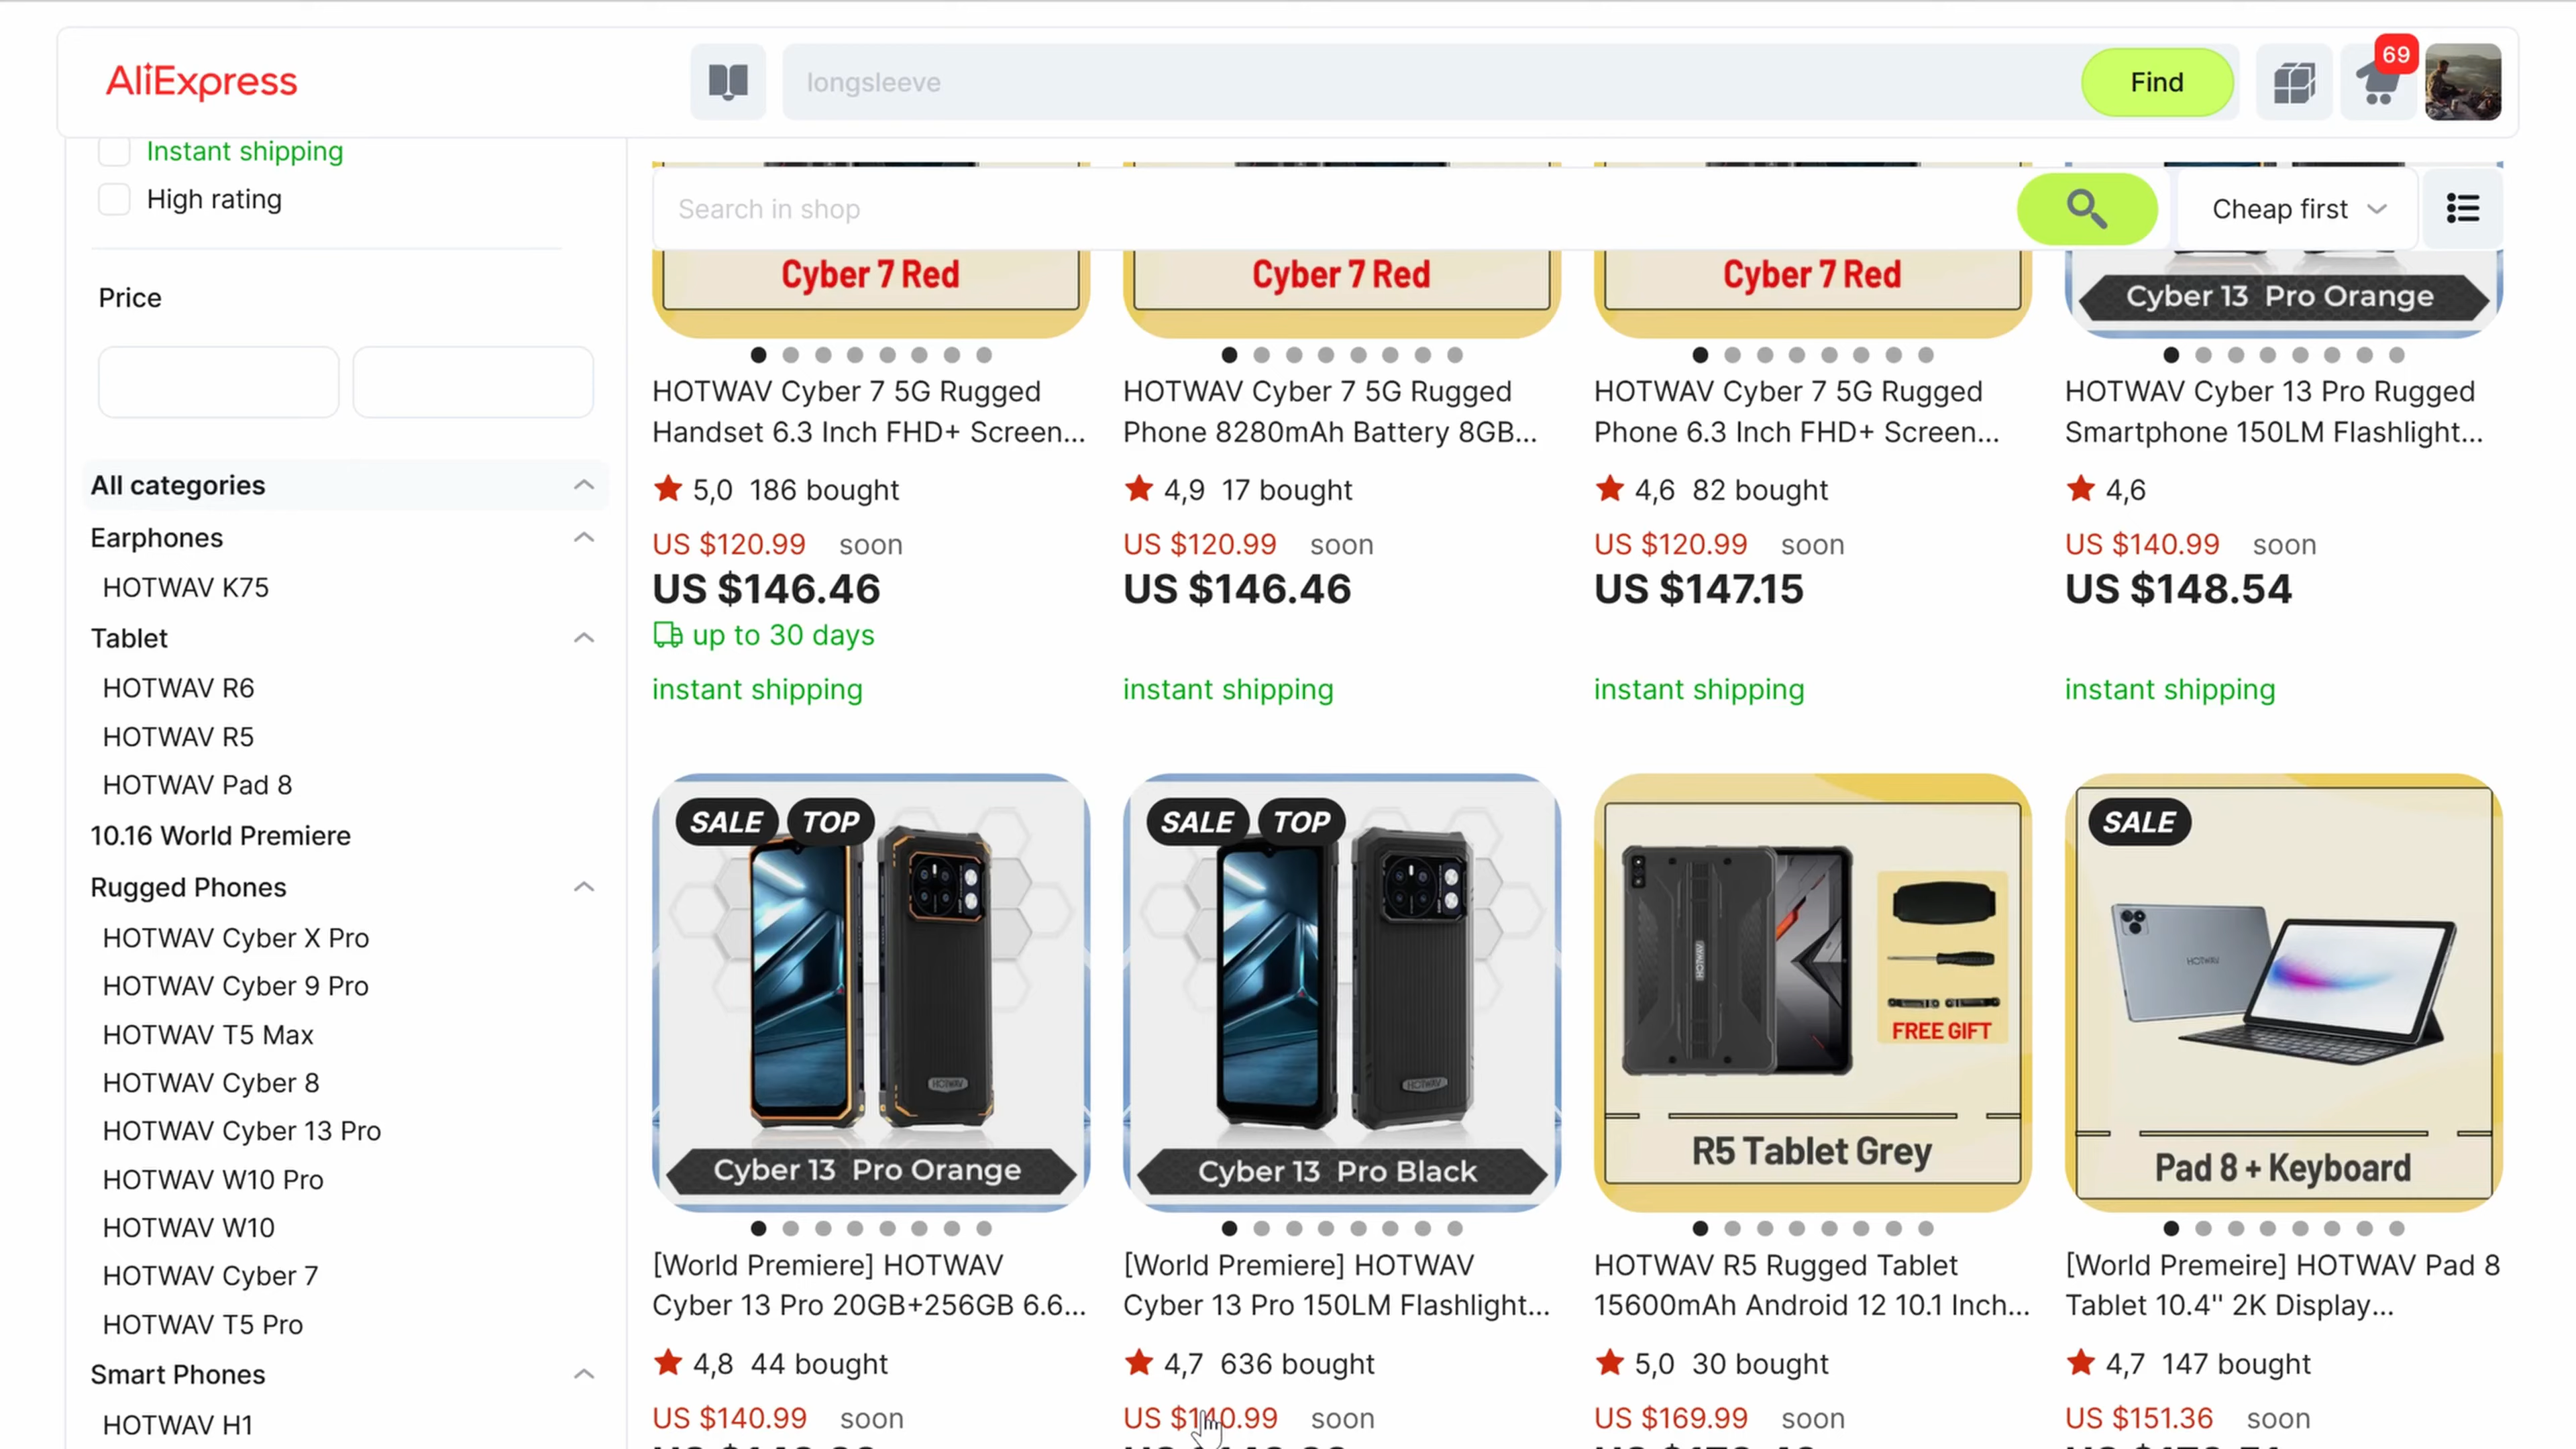 AliExpress
longsleeve
Find
69
Instant shipping
High rating
Price
All categories
Earphones
HOTWAV K75
Tablet
HOTWAV R6
HOTWAV R5
HOTWAV Pad 8
10.16 World Premiere
Rugged Phones
HOTWAV Cyber X Pro
HOTWAV Cyber 9 Pro
HOTWAV T5 Max
HOTWAV Cyber 8
HOTWAV Cyber 13 Pro
HOTWAV W10 Pro
HOTWAV W10
HOTWAV Cyber 7
HOTWAV T5 Pro
Smart Phones
HOTWAV H1
Search in shop
Cheap first
Cyber 7 Red
HOTWAV Cyber 7 5G Rugged
Handset 6.3 Inch FHD+ Screen...
5,0 186 bought
US $120.99 soon
US $146.46
up to 30 days
instant shipping
Cyber 7 Red
HOTWAV Cyber 7 5G Rugged
Phone 8280mAh Battery 8GB...
4,9 17 bought
US $120.99 soon
US $146.46
instant shipping
Cyber 7 Red
HOTWAV Cyber 7 5G Rugged
Phone 6.3 Inch FHD+ Screen...
4,6 82 bought
US $120.99 soon
US $147.15
instant shipping
Cyber 13 Pro Orange
HOTWAV Cyber 13 Pro Rugged
Smartphone 150LM Flashlight...
4,6
US $140.99 soon
US $148.54
instant shipping
SALE TOP
HOTWAV
Cyber 13 Pro Orange
[World Premiere] HOTWAV
Cyber 13 Pro 20GB+256GB 6.6...
4,8 44 bought
US $140.99 soon
SALE TOP
HOTWAV
Cyber 13 Pro Black
[World Premiere] HOTWAV
Cyber 13 Pro 150LM Flashlight...
4,7 636 bought
US $140.99 soon
HOTWAV
FREE GIFT
R5 Tablet Grey
HOTWAV R5 Rugged Tablet
15600mAh Android 12 10.1 Inch...
5,0 30 bought
US $169.99 soon
SALE
HOTWAV
Pad 8 + Keyboard
[World Premeire] HOTWAV Pad 8
Tablet 10.4'' 2K Display...
4,7 147 bought
US $151.36 soon